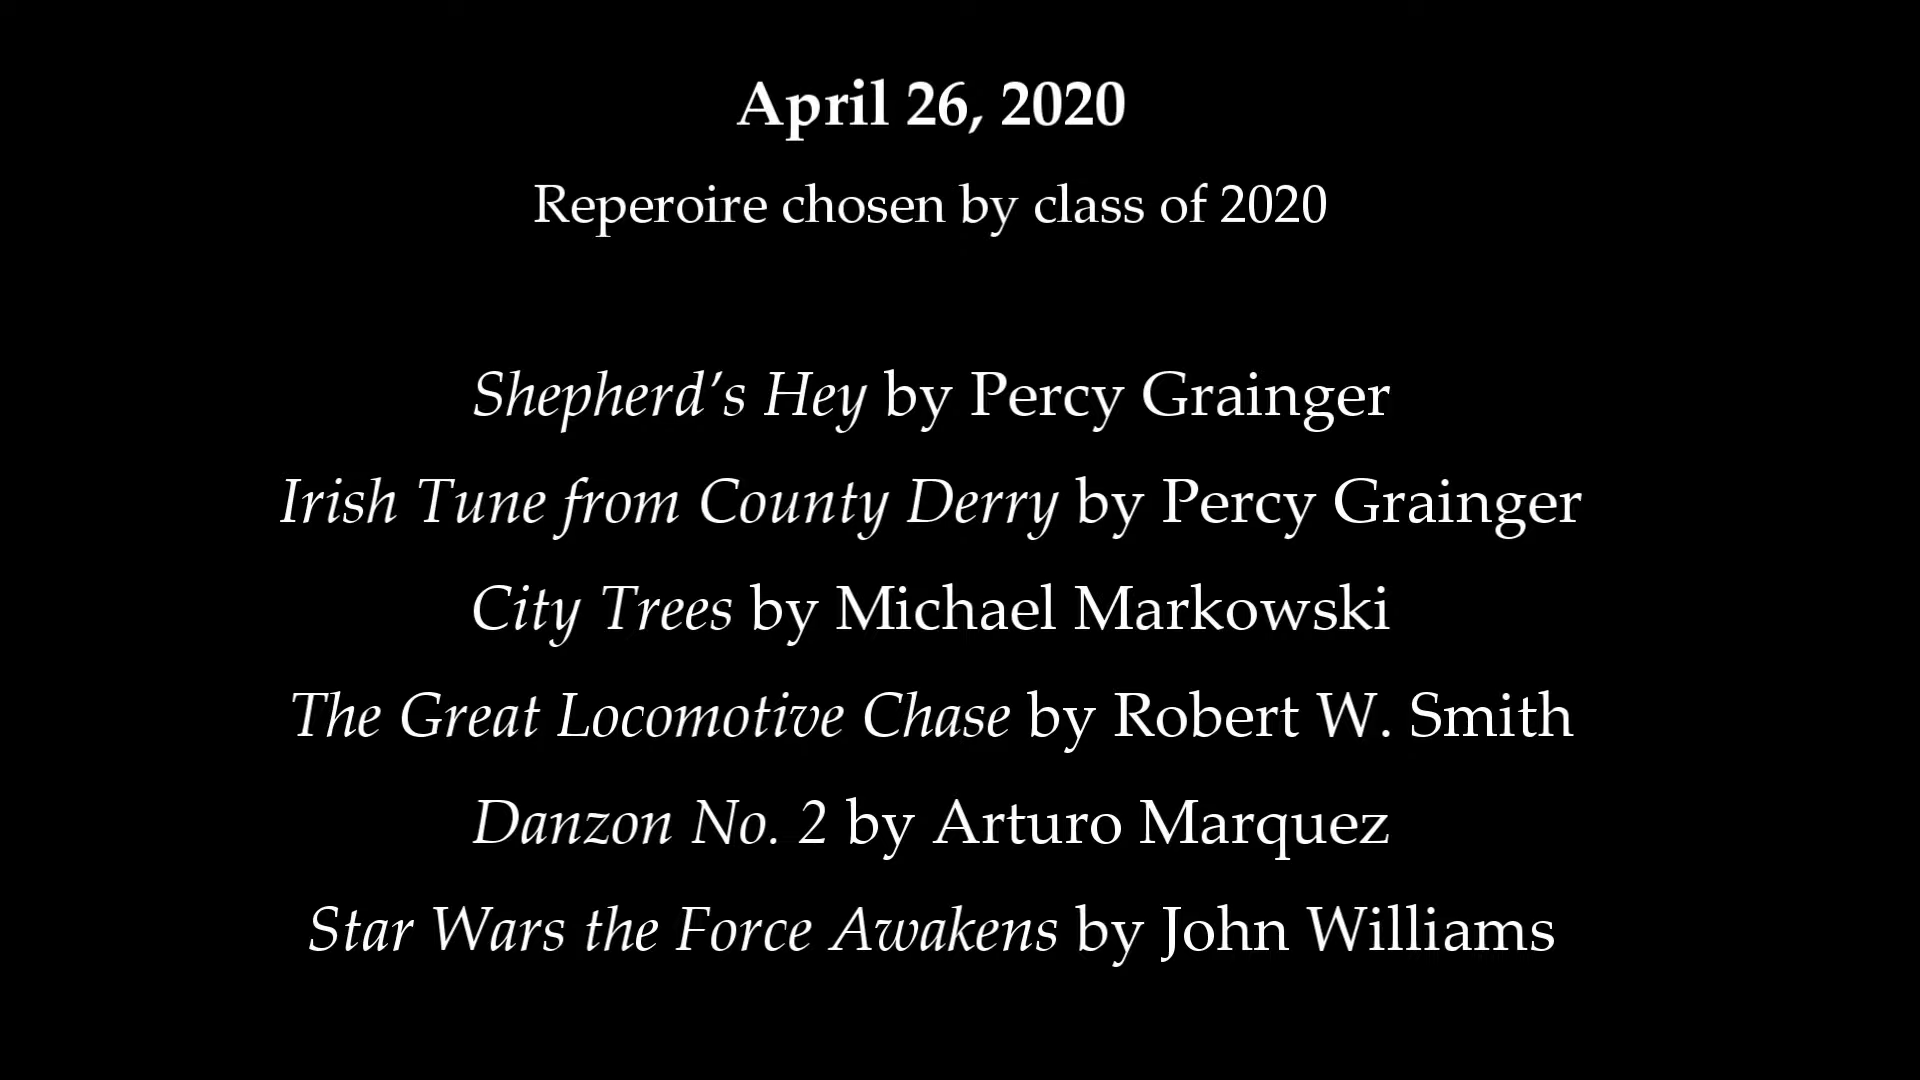 April 26, 2020
Reperoire chosen by class of 2020
Shepherd’s Hey by Percy Grainger
Irish Tune from County Derry by Percy Grainger
City Trees by Michael Markowski
The Great Locomotive Chase by Robert W. Smith
Danzon No. 2 by Arturo Marquez
Star Wars the Force Awakens by John Williams